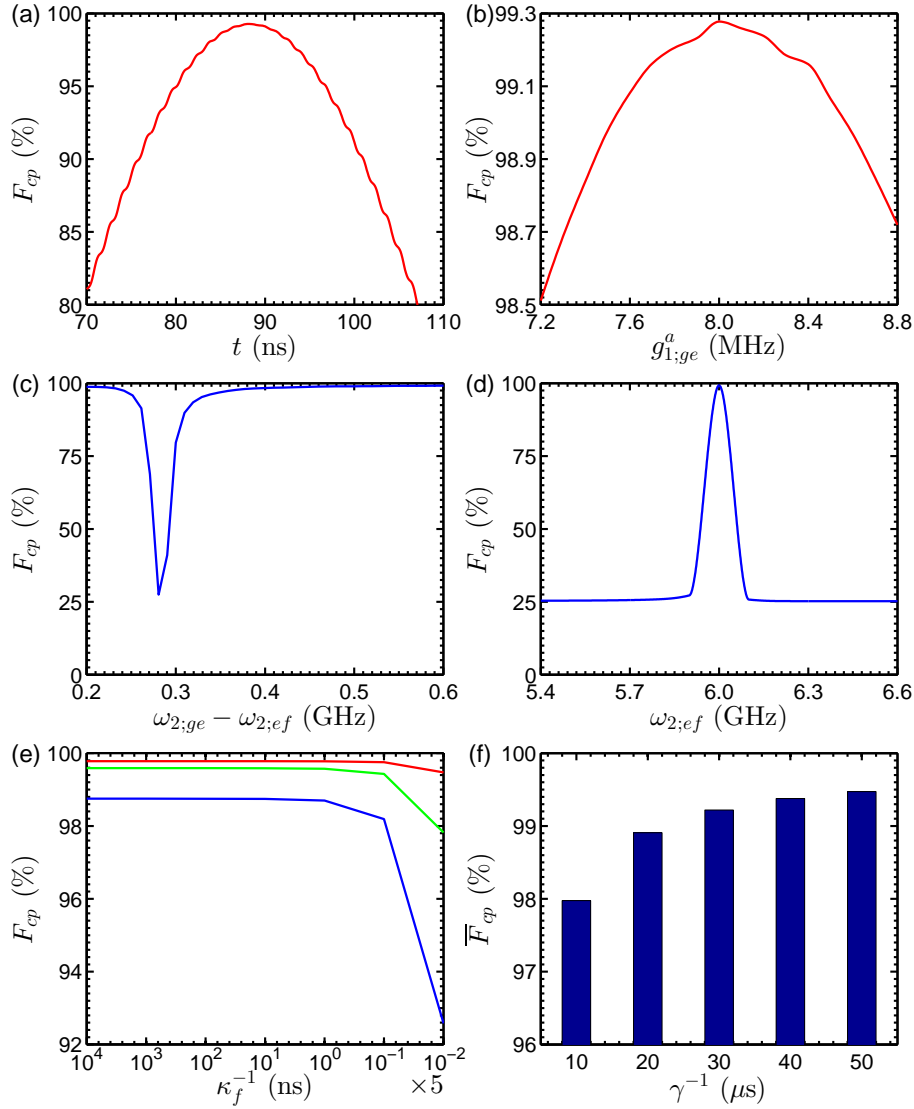 (a)
100
95
90
85
80
F_cp (%)
70 80 90 100 110
t (ns)
(b)
99.3
99.1
98.9
98.7
98.5
F_cp (%)
7.2 7.6 8.0 8.4 8.8
g^a_1;ge (MHz)
(c)
100
75
50
25
0
F_cp (%)
0.2 0.3 0.4 0.5 0.6
ω_2;ge − ω_2;ef (GHz)
(d)
100
75
50
25
0
F_cp (%)
5.4 5.7 6.0 6.3 6.6
ω_2;ef (GHz)
(e)
100
98
96
94
92
F_cp (%)
10^4 10^3 10^2 10^1 10^0 10^-1 10^-2
κ_f^-1 (ns)
×5
(f)
100
99
98
97
96
F̅_cp (%)
10 20 30 40 50
γ^-1 (μs)